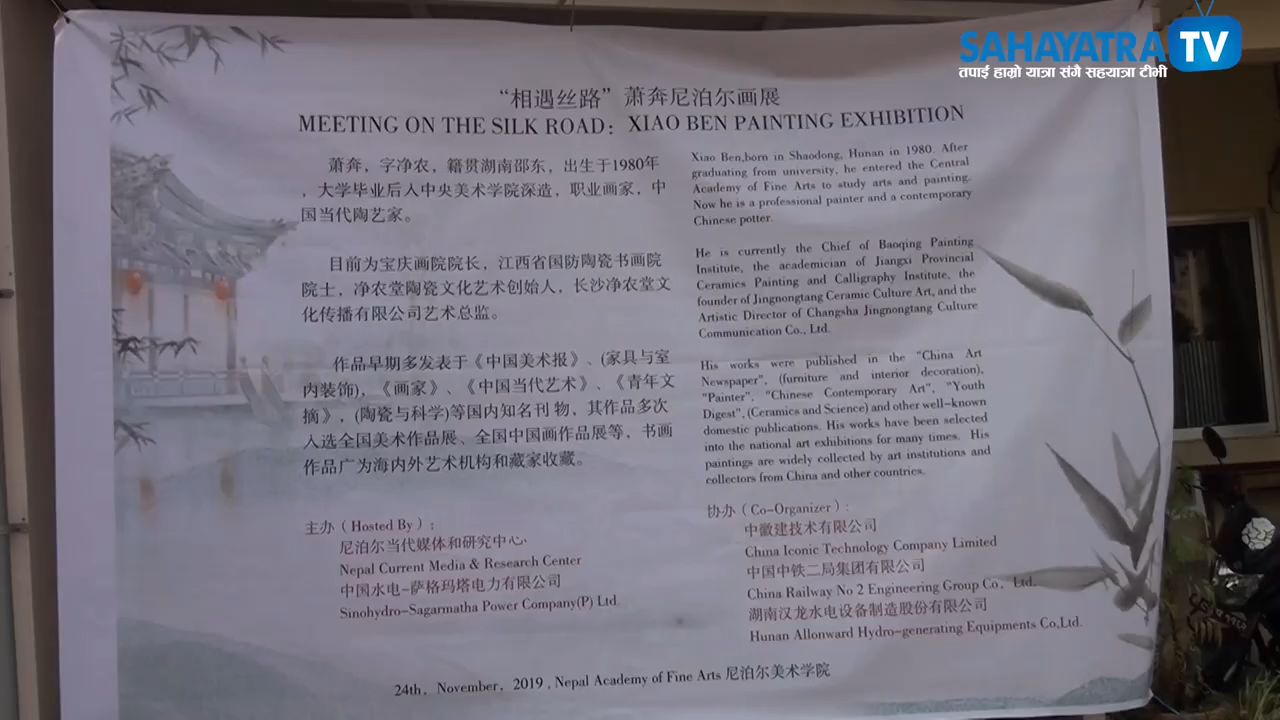 SAHAYATRA TV
तपाई हाम्रो यात्रा संगै सहयात्रा टीभी
“相遇丝路”萧奔尼泊尔画展
MEETING ON THE SILK ROAD: XIAO BEN PAINTING EXHIBITION
萧奔，字净农，籍贯湖南邵东，出生于1980年
，大学毕业后入中央美术学院深造，职业画家，中
国当代陶艺家。
目前为宝庆画院院长，江西省国防陶瓷书画院
院士，净农堂陶瓷文化艺术创始人，长沙净农堂文
化传播有限公司艺术总监。
作品早期多发表于《中国美术报》、(家具与室
内装饰)，《画家》、《中国当代艺术》、《青年文
摘》，(陶瓷与科学)等国内知名刊物，其作品多次
入选全国美术作品展、全国中国画作品展等，书画
作品广为海内外艺术机构和藏家收藏。
Xiao Ben,born in Shaodong, Hunan in 1980. After
graduating from university, he entered the Central
Academy of Fine Arts to study arts and painting.
Now he is a professional painter and a contemporary
Chinese potter.
He is currently the Chief of Baoqing Painting
Institute, the academician of Jiangxi Provincial
Ceramics Painting and Calligraphy Institute, the
founder of Jingnongtang Ceramic Culture Art, and the
Artistic Director of Changsha Jingnongtang Culture
Communication Co., Ltd.
His works were published in the "China Art
Newspaper", (furniture and interior decoration),
"Painter", "Chinese Contemporary Art", "Youth
Digest", (Ceramics and Science) and other well-known
domestic publications. His works have been selected
into the national art exhibitions for many times. His
paintings are widely collected by art institutions and
collectors from China and other countries.
主办（Hosted By）:
尼泊尔当代媒体和研究中心
Nepal Current Media & Research Center
中国水电-萨格玛塔电力有限公司
Sinohydro-Sagarmatha Power Company(P) Ltd.
协办（Co-Organizer）:
中徽建技术有限公司
China Iconic Technology Company Limited
中国中铁二局集团有限公司
China Railway No 2 Engineering Group Co., Ltd.
湖南汉龙水电设备制造股份有限公司
Hunan Allonward Hydro-generating Equipments Co,Ltd.
24th, November, 2019 , Nepal Academy of Fine Arts 尼泊尔美术学院